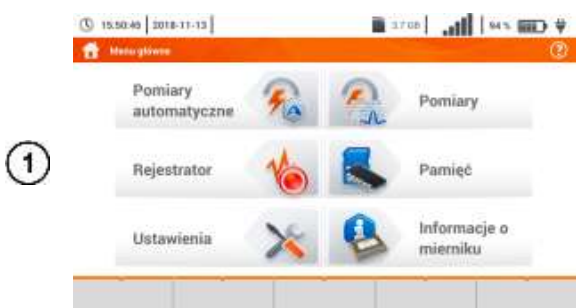 15:50:46 2018-11-13 3.7 GB 94%
Menu główne
Pomiary automatyczne
Pomiary
Rejestrator
Pamięć
Ustawienia
Informacje o mierniku
1